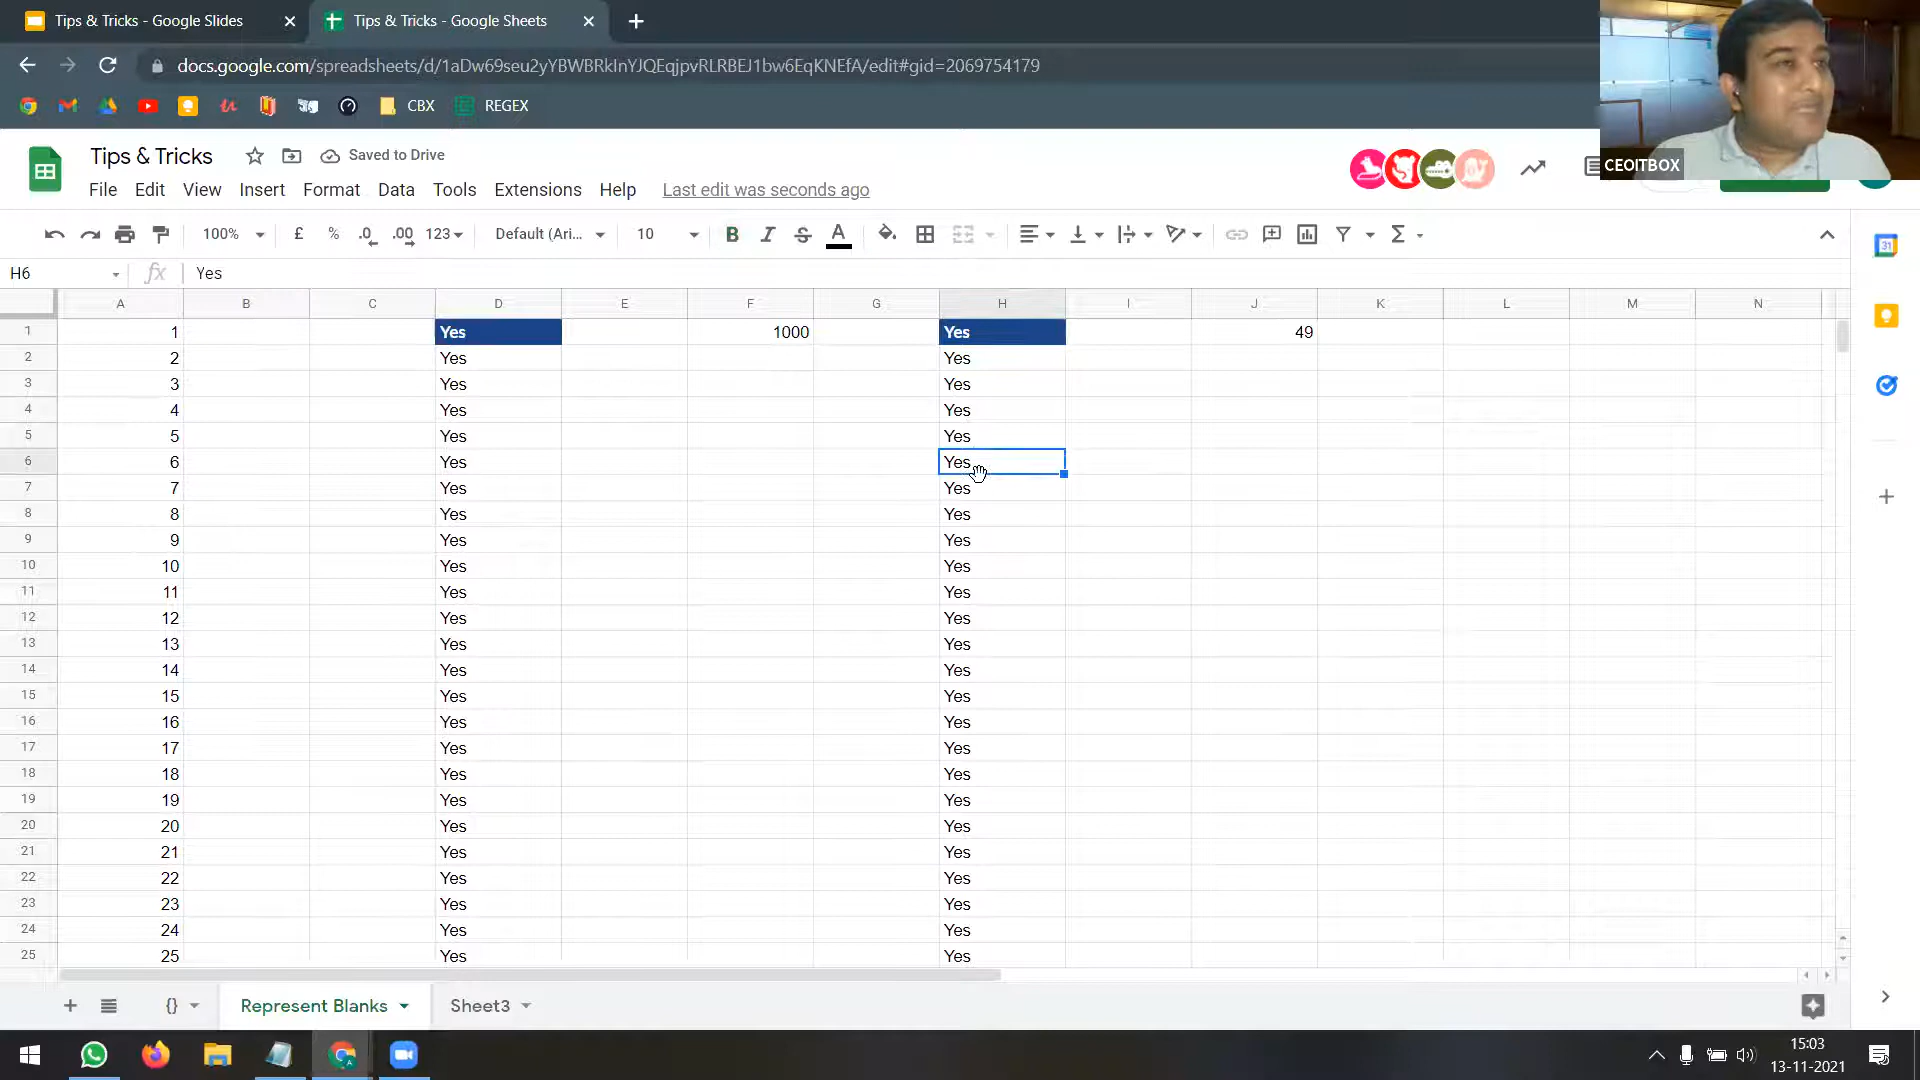 Tips & Tricks - Google Slides
Tips & Tricks - Google Sheets
docs.google.com/spreadsheets/d/1aDw69seu2yYBWBRkInYJQEqjpvRLRBEJ1bw6EqKNEfA/edit#gid=2069754179
CBX
REGEX
CEOITBOX
Tips & Tricks
Saved to Drive
File Edit View Insert Format Data Tools Extensions Help Last edit was seconds ago
100% £ % .0 .00 123 Default (Ari... 10 B I S A Σ
H6 fx Yes
A B C D E F G H I J K L M N
1 1 Yes 1000 Yes 49
2 2 Yes Yes
3 3 Yes Yes
4 4 Yes Yes
5 5 Yes Yes
6 6 Yes Yes
7 7 Yes Yes
8 8 Yes Yes
9 9 Yes Yes
10 10 Yes Yes
11 11 Yes Yes
12 12 Yes Yes
13 13 Yes Yes
14 14 Yes Yes
15 15 Yes Yes
16 16 Yes Yes
17 17 Yes Yes
18 18 Yes Yes
19 19 Yes Yes
20 20 Yes Yes
21 21 Yes Yes
22 22 Yes Yes
23 23 Yes Yes
24 24 Yes Yes
25 25 Yes Yes
{} Represent Blanks Sheet3
15:03
13-11-2021